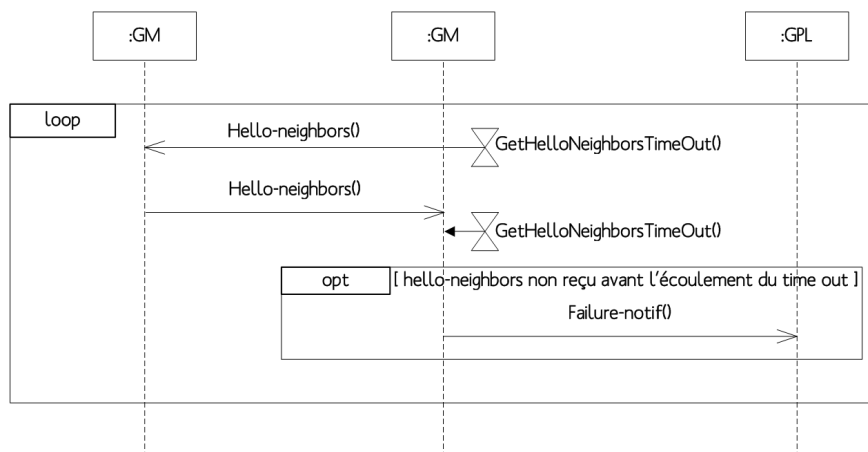 :GM
:GM
:GPL
loop
Hello-neighbors()
GetHelloNeighborsTimeOut()
Hello-neighbors()
GetHelloNeighborsTimeOut()
opt
[ hello-neighbors non reçu avant l'écoulement du time out ]
Failure-notif()